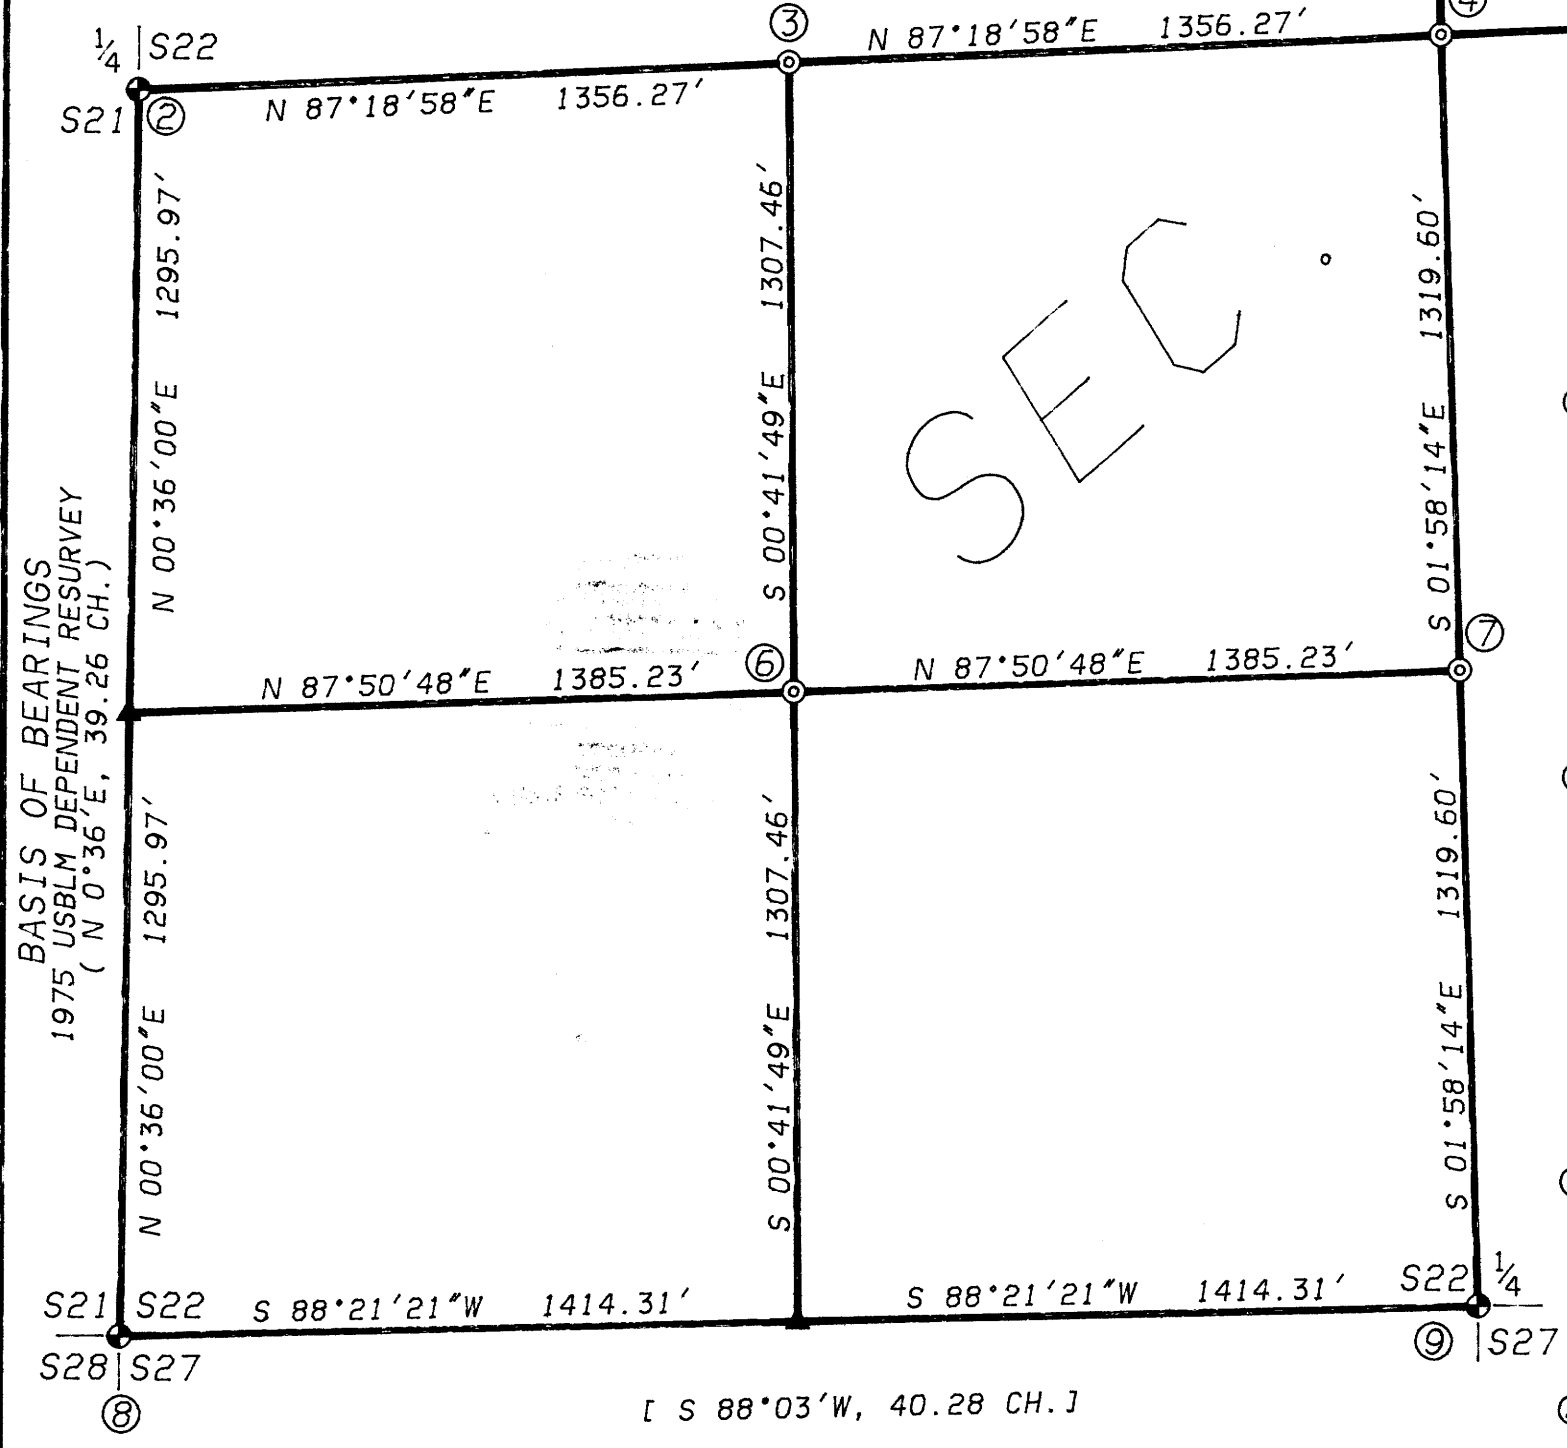 ③
④
N 87°18′58″E 1356.27′
¼ S22
S21 ②
N 87°18′58″E 1356.27′
N 00°36′00″E 1295.97′
S 00°41′49″E 1307.46′
S 01°58′14″E 1319.60′
SEC.
BASIS OF BEARINGS
1975 USBLM DEPENDENT RESURVEY
( N 0°36′E, 39.26 CH.)
⑥
⑦
N 87°50′48″E 1385.23′
N 87°50′48″E 1385.23′
N 00°36′00″E 1295.97′
S 00°41′49″E 1307.46′
S 01°58′14″E 1319.60′
S21 S22
S 88°21′21″W 1414.31′
S 88°21′21″W 1414.31′
S22 ¼
S28 S27
⑧
⑨ S27
[ S 88°03′W, 40.28 CH.]